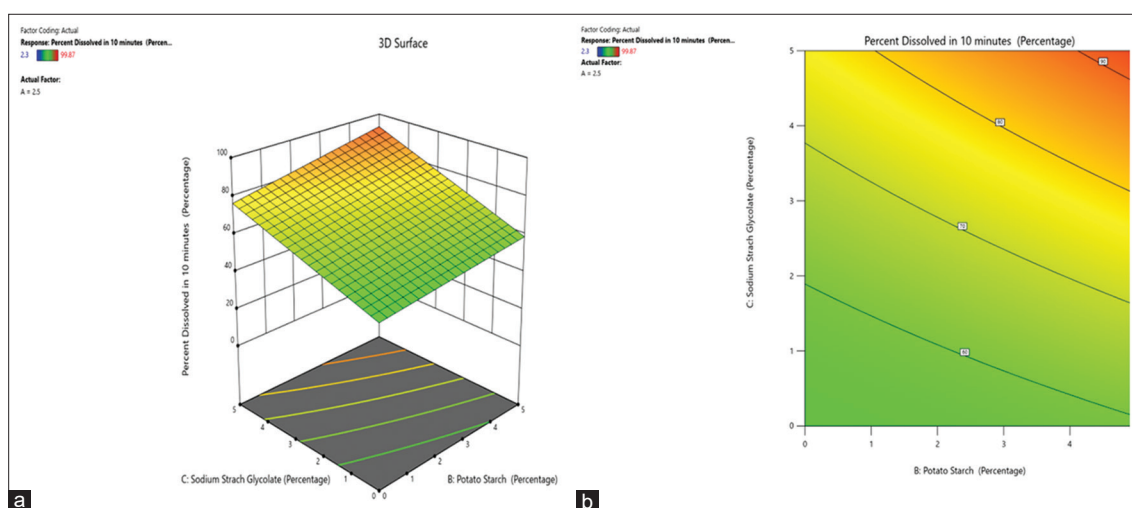 Factor Coding: Actual
Response: Percent Dissolved in 10 minutes (Percen...
2.3 99.87
Actual Factor:
A = 2.5
3D Surface
Percent Dissolved in 10 minutes (Percentage)
100
80
60
40
20
0
5
4
3
2
1
0
0
1
2
3
4
5
C: Sodium Strach Glycolate (Percentage)
B: Potato Starch (Percentage)
a
Factor Coding: Actual
Response: Percent Dissolved in 10 minutes (Percen...
2.3 99.87
Actual Factor:
A = 2.5
Percent Dissolved in 10 minutes (Percentage)
C: Sodium Strach Glycolate (Percentage)
5
4
3
2
1
0
80
70
60
0
1
2
3
4
B: Potato Starch (Percentage)
b